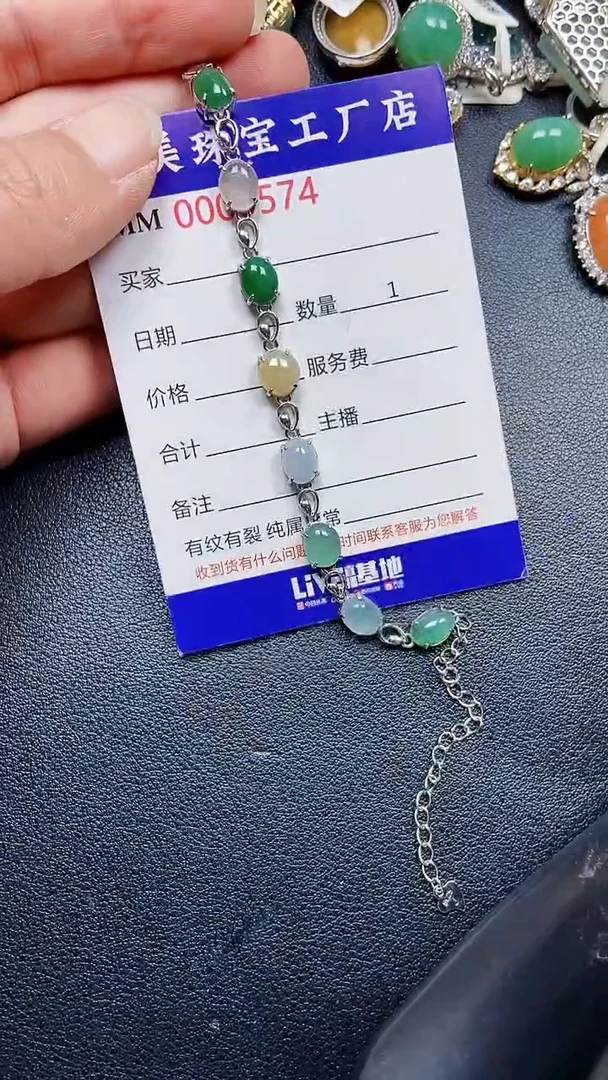 美珠宝工厂店
MM 000 574
买家
日期 数量 1
价格 服务费
合计 主播
备注
有纹有裂 纯属 常
收到货有什么问题 时间联系客服为您解答
基地